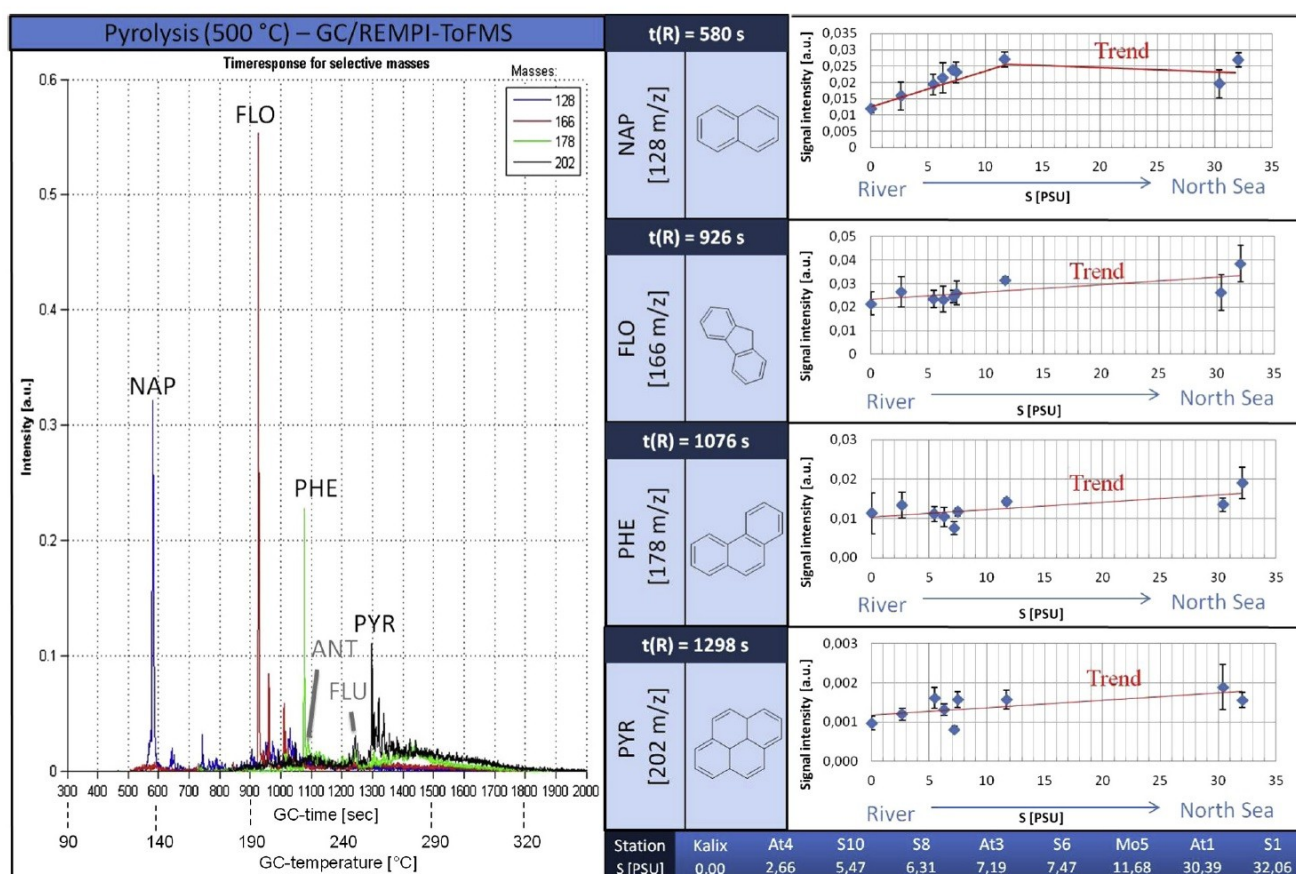 Pyrolysis (500 °C) – GC/REMPI-ToFMS
Timeresponse for selective masses
Masses:
128
166
178
202
0.6
0.5
0.4
0.3
0.2
0.1
0
Intensity [a.u.]
NAP
FLO
PHE
ANT
FLU
PYR
300 400 500 600 700 800 900 1000 1100 1200 1300 1400 1500 1600 1700 1800 1900 2000
GC-time [sec]
90 140 190 240 290 320
GC-temperature [°C]
t(R) = 580 s
NAP
[128 m/z]
Signal intensity [a.u.]
0,035
0,03
0,025
0,02
0,015
0,01
0,005
0
Trend
0 5 10 15 20 25 30 35
River
North Sea
S [PSU]
t(R) = 926 s
FLO
[166 m/z]
Signal intensity [a.u.]
0,05
0,04
0,03
0,02
0,01
0
Trend
0 5 10 15 20 25 30 35
River
North Sea
S [PSU]
t(R) = 1076 s
PHE
[178 m/z]
Signal intensity [a.u.]
0,03
0,02
0,01
0,00
Trend
0 5 10 15 20 25 30 35
River
North Sea
S [PSU]
t(R) = 1298 s
PYR
[202 m/z]
Signal intensity [a.u.]
0,003
0,002
0,001
0,000
Trend
0 5 10 15 20 25 30 35
River
North Sea
S [PSU]
Station Kalix At4 S10 S8 At3 S6 Mo5 At1 S1
S [PSU] 0,00 2,66 5,47 6,31 7,19 7,47 11,68 30,39 32,06